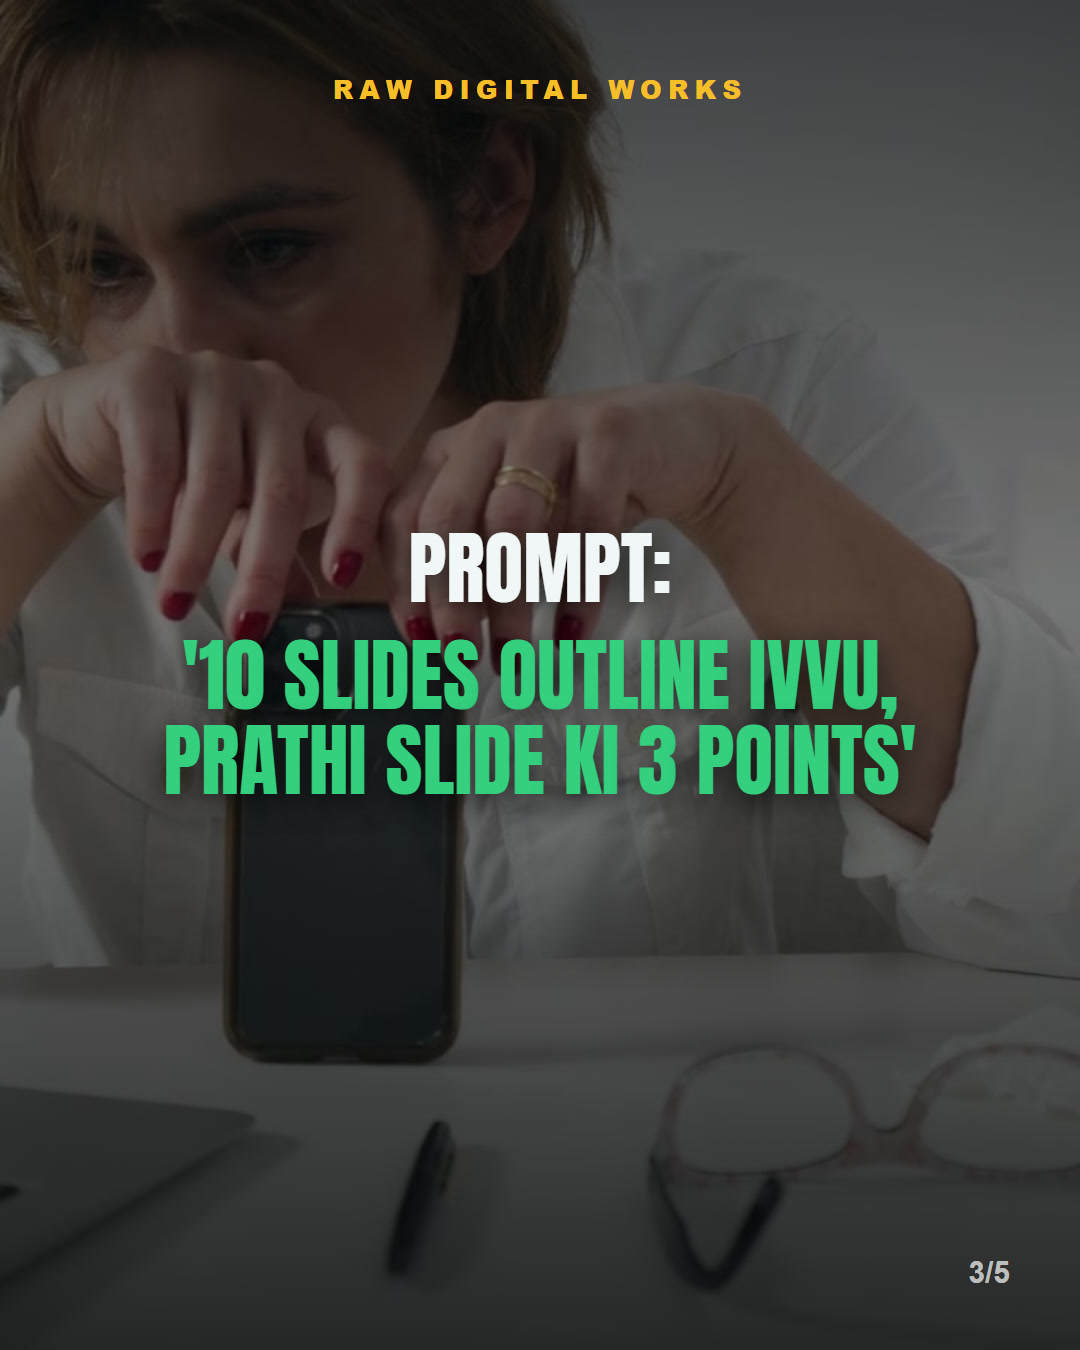 RAW DIGITAL WORKS
PROMPT:
'10 SLIDES OUTLINE IVVU,
PRATHI SLIDE KI 3 POINTS'
3/5